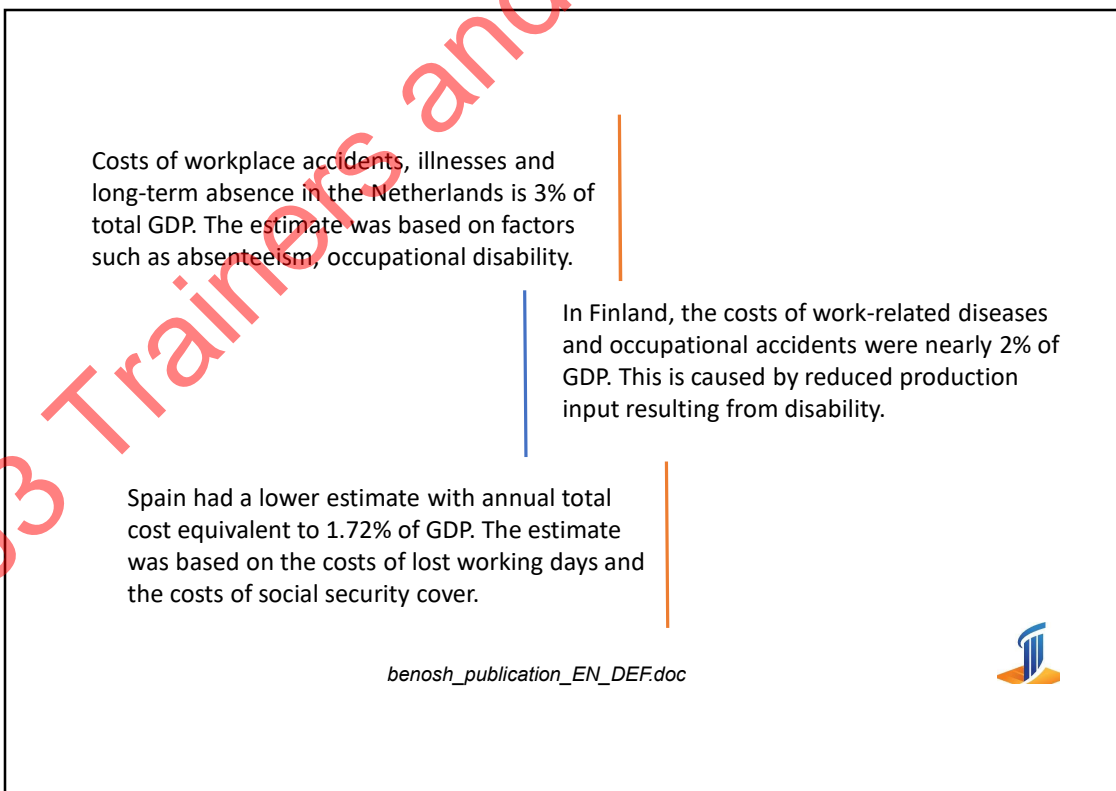 Costs of workplace accidents, illnesses and
long-term absence in the Netherlands is 3% of
total GDP. The estimate was based on factors
such as absenteeism, occupational disability.
In Finland, the costs of work-related diseases
and occupational accidents were nearly 2% of
GDP. This is caused by reduced production
input resulting from disability.
Spain had a lower estimate with annual total
cost equivalent to 1.72% of GDP. The estimate
was based on the costs of lost working days and
the costs of social security cover.
benosh_publication_EN_DEF.doc
3 Trainers and